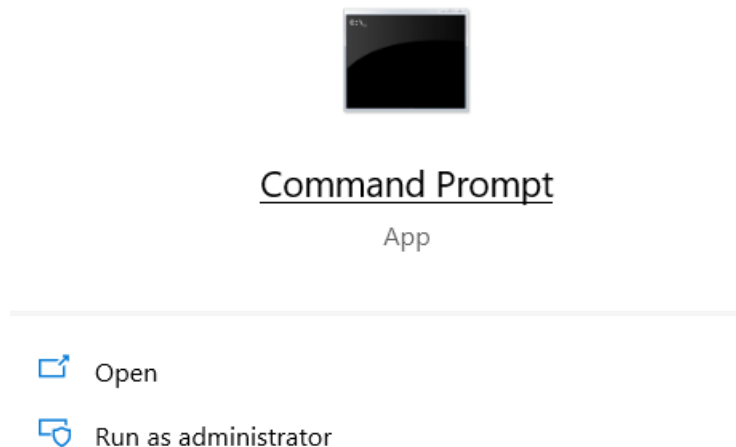 C:\_
Command Prompt
App
Open
Run as administrator